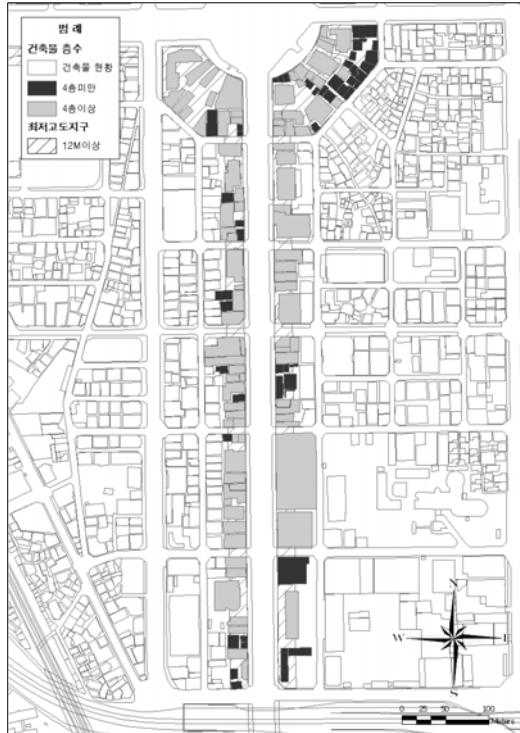 범 례
건축물 층수
건축물 현황
4층미만
4층이상
최저고도지구
12M이상
N
W
E
S
0 25 50 100
Meters